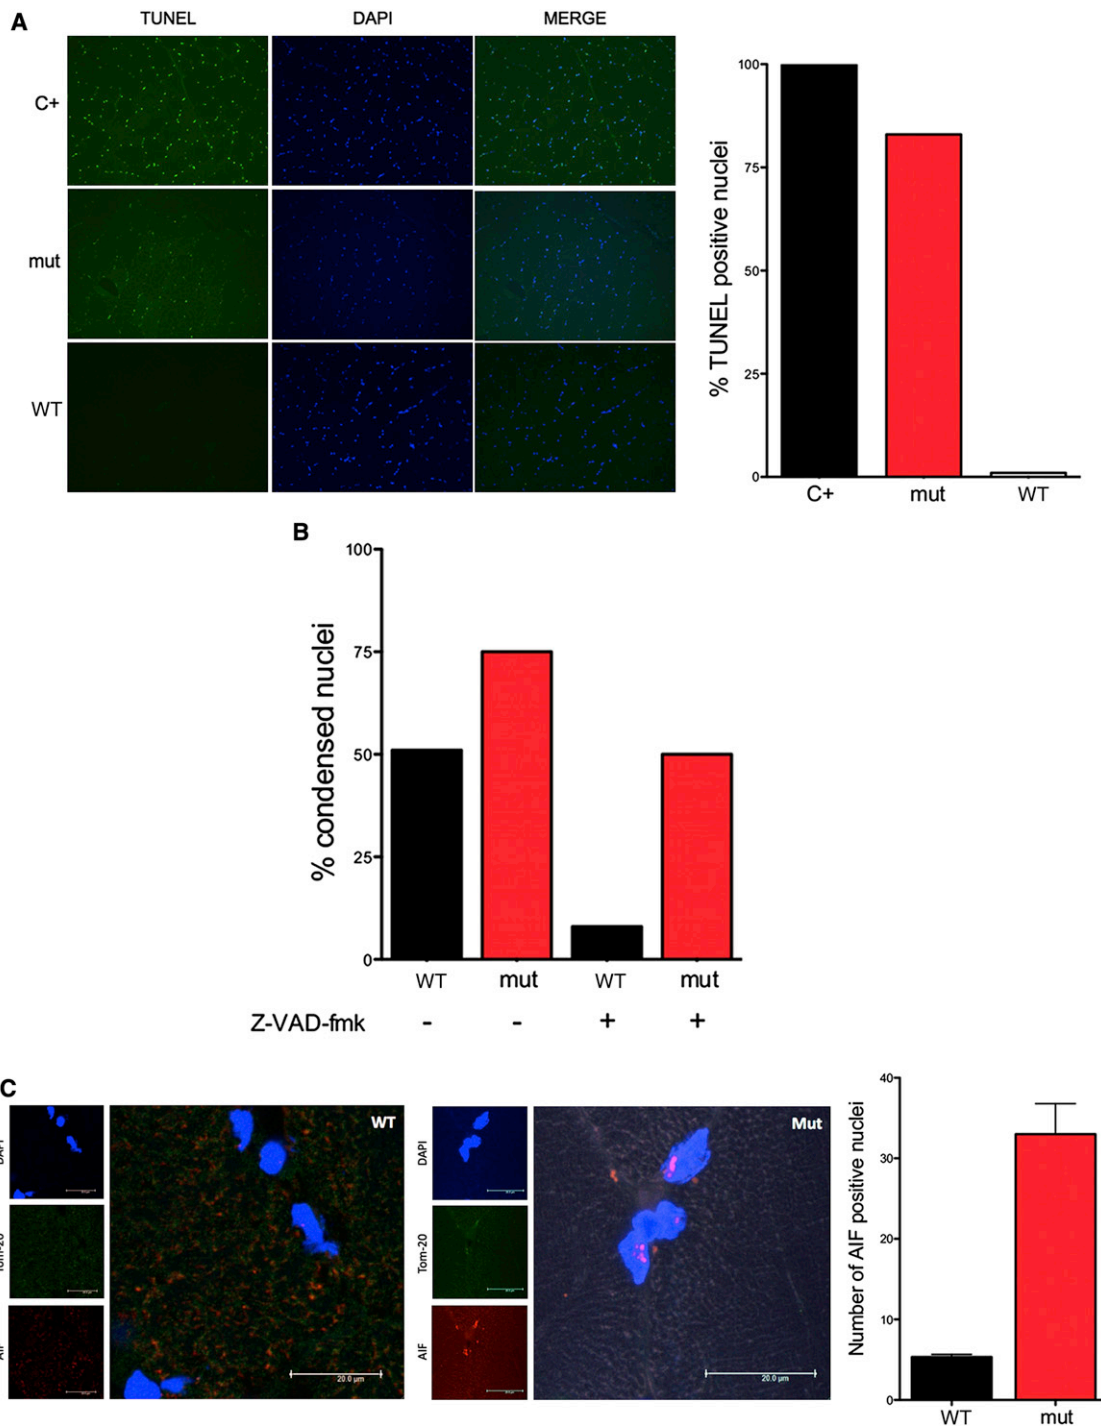 A
TUNEL DAPI MERGE
C+
mut
WT
% TUNEL positive nuclei
100
75
50
25
0
C+ mut WT
B
% condensed nuclei
100
75
50
25
0
WT mut WT mut
Z-VAD-fmk - - + +
C
DAPI
Tom-20
AIF
WT
20.0 µm
DAPI
Tom-20
AIF
Mut
20.0 µm
Number of AIF positive nuclei
40
30
20
10
0
WT mut